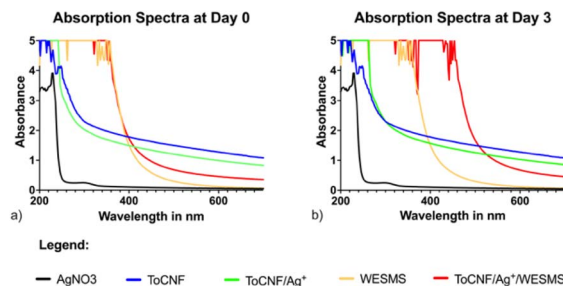 Absorption Spectra at Day 0
Absorption Spectra at Day 3
Absorbance
5
4
3
2
1
0
200
400
600
Wavelength in nm
a)
Absorbance
5
4
3
2
1
0
200
400
600
Wavelength in nm
b)
Legend:
AgNO3 ToCNF ToCNF/Ag⁺ WESMS ToCNF/Ag⁺/WESMS